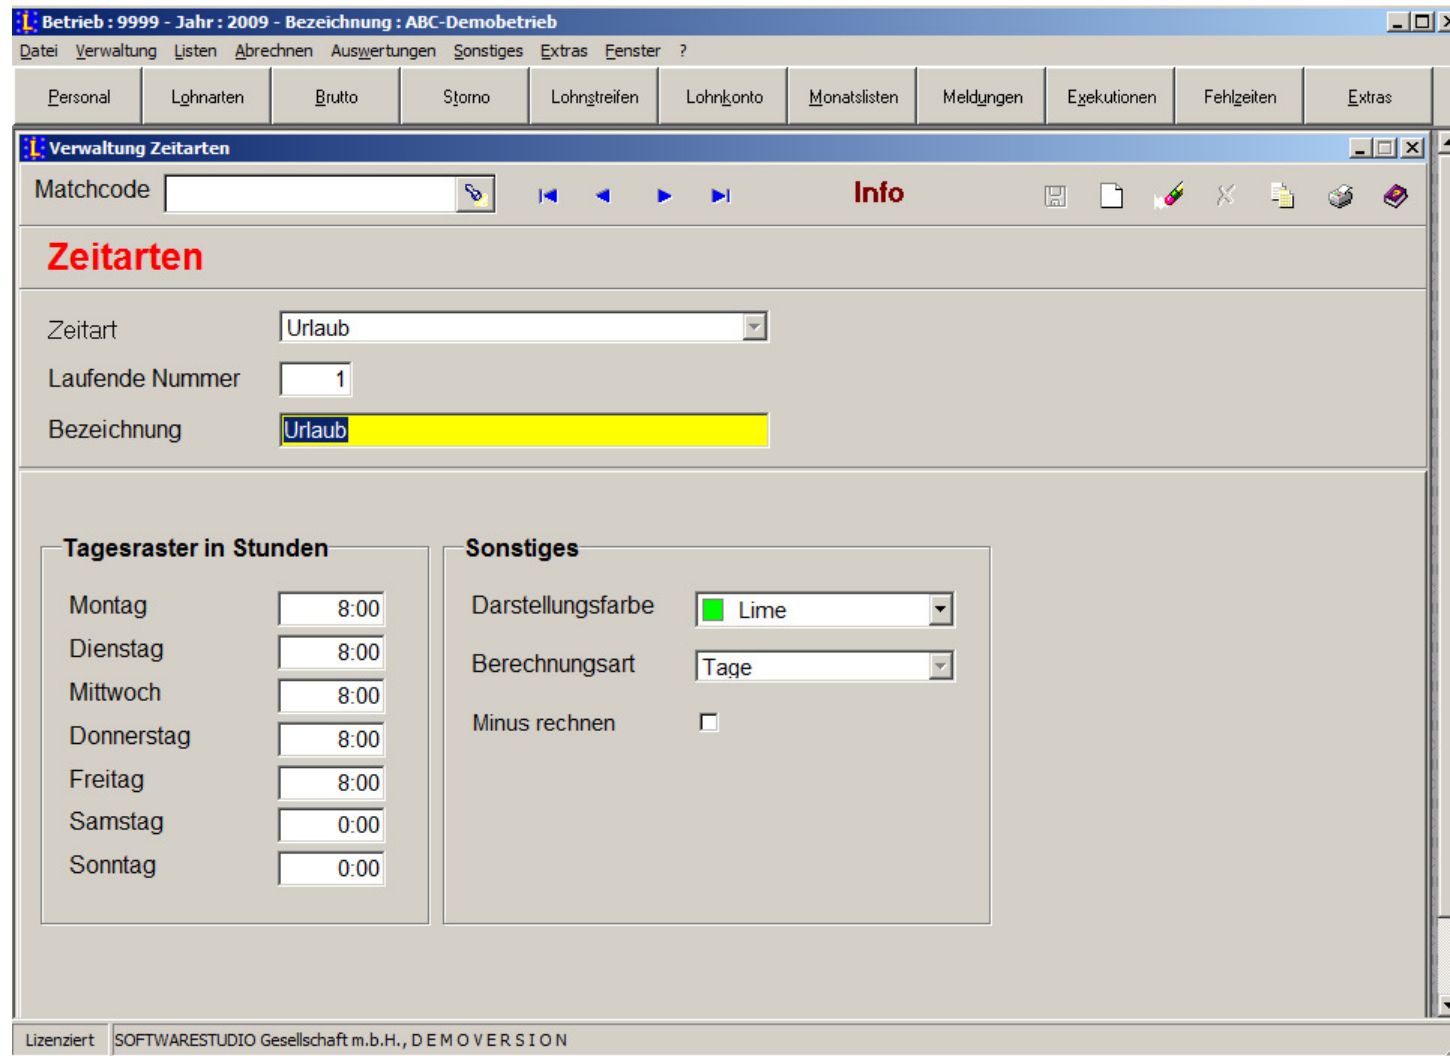 Betrieb : 9999 - Jahr : 2009 - Bezeichnung : ABC-Demobetrieb
Datei Verwaltung Listen Abrechnen Auswertungen Sonstiges Extras Fenster ?
Personal Lohnarten Brutto Storno Lohnstreifen Lohnkonto Monatslisten Meldungen Exekutionen Fehlzeiten Extras
Verwaltung Zeitarten
Matchcode Info
Zeitarten
Zeitart Urlaub
Laufende Nummer 1
Bezeichnung Urlaub
Tagesraster in Stunden Sonstiges
Montag 8:00 Darstellungsfarbe Lime
Dienstag 8:00 Berechnungsart Tage
Mittwoch 8:00 Minus rechnen
Donnerstag 8:00
Freitag 8:00
Samstag 0:00
Sonntag 0:00
Lizenziert SOFTWARESTUDIO Gesellschaft m.b.H., D E M O V E R S I O N